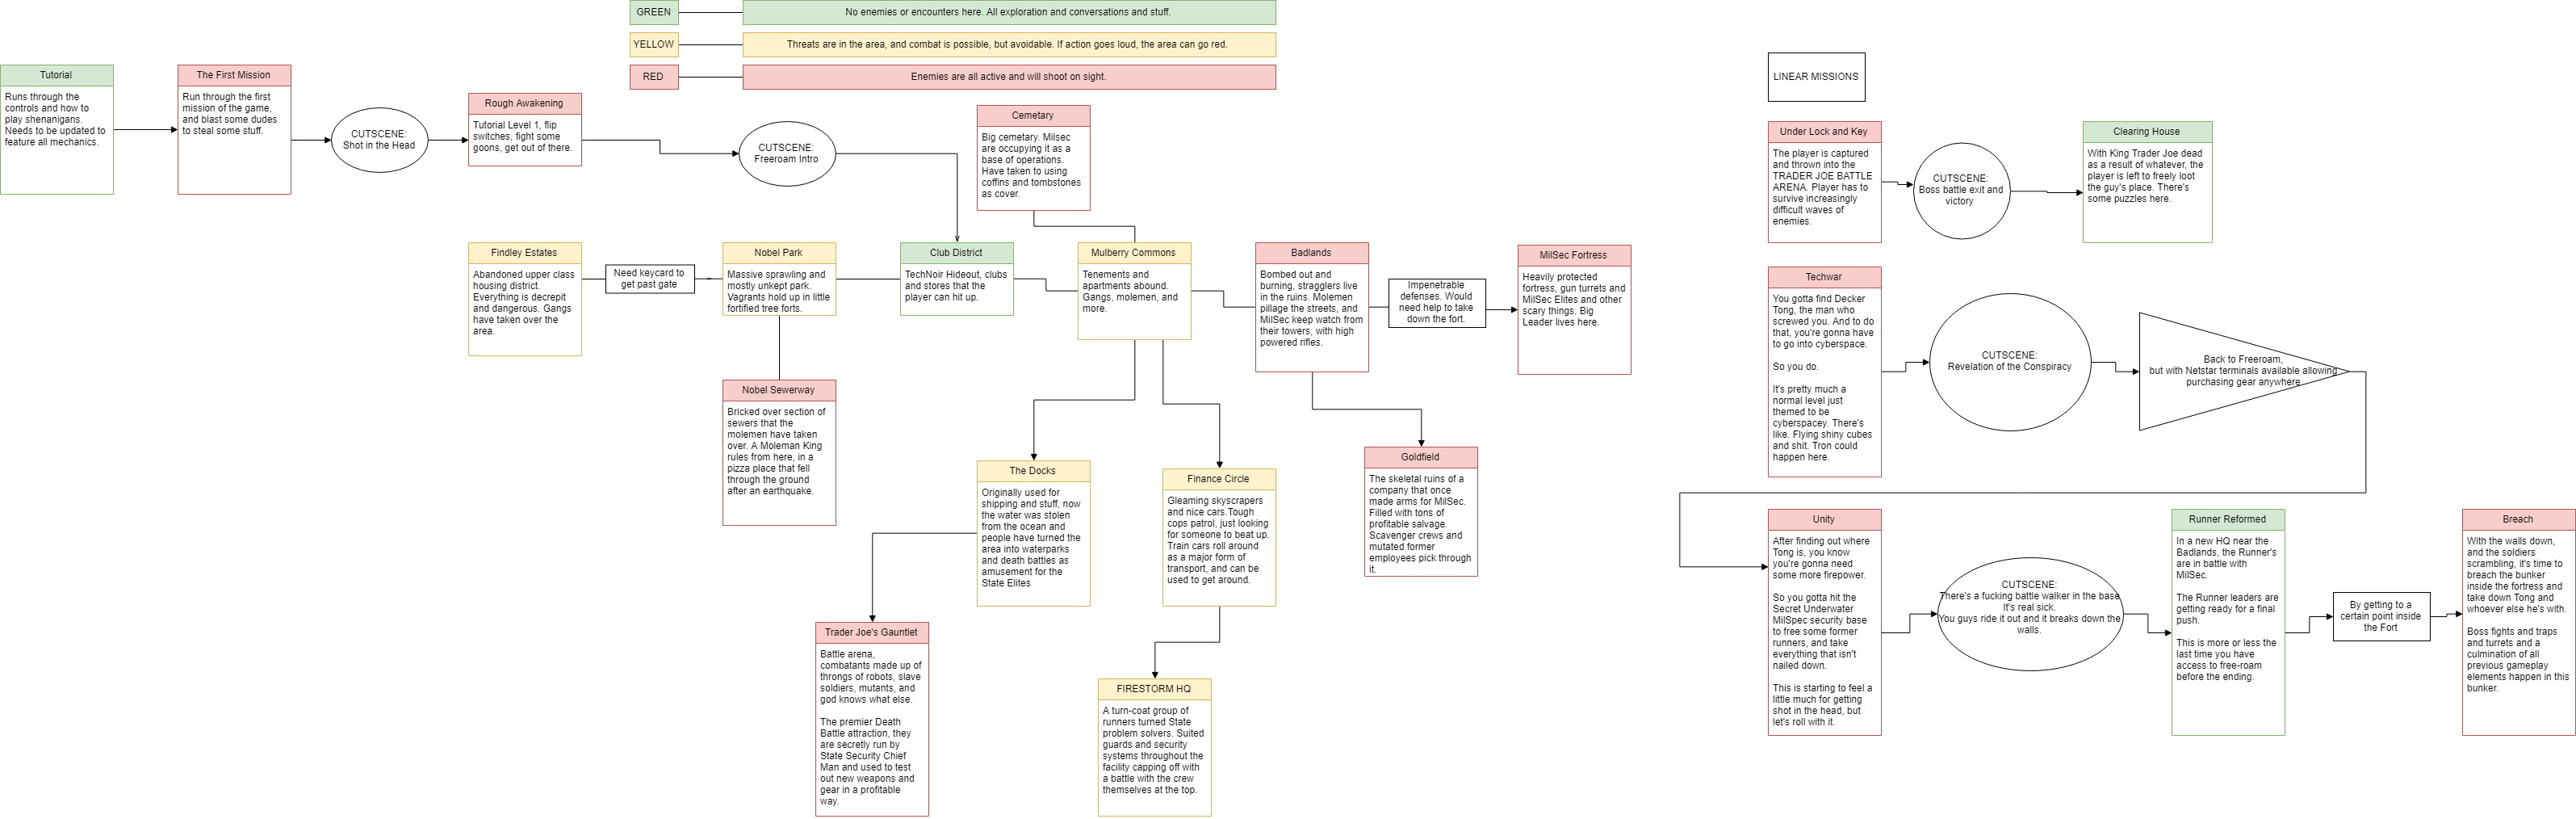 GREEN
No enemies or encounters here. All exploration and conversations and stuff.
YELLOW
Threats are in the area, and combat is possible, but avoidable. If action goes loud, the area can go red.
RED
Enemies are all active and will shoot on sight.
Tutorial
Runs through the
controls and how to
play shenanigans.
Needs to be updated to
feature all mechanics.
The First Mission
Run through the first
mission of the game,
and blast some dudes
to steal some stuff.
CUTSCENE:
Shot in the Head
Rough Awakening
Tutorial Level 1, flip
switches, fight some
goons, get out of there.
CUTSCENE:
Freeroam Intro
Cemetary
Big cemetary. Milsec
are occupying it as a
base of operations.
Have taken to using
coffins and tombstones
as cover.
Findley Estates
Abandoned upper class
housing district.
Everything is decrepit
and dangerous. Gangs
have taken over the
area.
Need keycard to
get past gate
Nobel Park
Massive sprawling and
mostly unkept park.
Vagrants hold up in little
fortified tree forts.
Club District
TechNoir Hideout, clubs
and stores that the
player can hit up.
Mulberry Commons
Tenements and
apartments abound.
Gangs, molemen, and
more.
Badlands
Bombed out and
burning, stragglers live
in the ruins. Molemen
pillage the streets, and
MilSec keep watch from
their towers, with high
powered rifles.
Impenetrable
defenses. Would
need help to take
down the fort.
MilSec Fortress
Heavily protected
fortress, gun turrets and
MilSec Elites and other
scary things. Big
Leader lives here.
Nobel Sewerway
Bricked over section of
sewers that the
molemen have taken
over. A Moleman King
rules from here, in a
pizza place that fell
through the ground
after an earthquake.
The Docks
Originally used for
shipping and stuff, now
the water was stolen
from the ocean and
people have turned the
area into waterparks
and death battles as
amusement for the
State Elites
Finance Circle
Gleaming skyscrapers
and nice cars.Tough
cops patrol, just looking
for someone to beat up.
Train cars roll around
as a major form of
transport, and can be
used to get around.
Goldfield
The skeletal ruins of a
company that once
made arms for MilSec.
Filled with tons of
profitable salvage.
Scavenger crews and
mutated former
employees pick through
it.
Trader Joe's Gauntlet
Battle arena,
combatants made up of
throngs of robots, slave
soldiers, mutants, and
god knows what else.
The premier Death
Battle attraction, they
are secretly run by
State Security Chief
Man and used to test
out new weapons and
gear in a profitable
way.
FIRESTORM HQ
A turn-coat group of
runners turned State
problem solvers. Suited
guards and security
systems throughout the
facility capping off with
a battle with the crew
themselves at the top.
LINEAR MISSIONS
Under Lock and Key
The player is captured
and thrown into the
TRADER JOE BATTLE
ARENA. Player has to
survive increasingly
difficult waves of
enemies.
CUTSCENE:
Boss battle exit and
victory
Clearing House
With King Trader Joe dead
as a result of whatever, the
player is left to freely loot
the guy's place. There's
some puzzles here.
Techwar
You gotta find Decker
Tong, the man who
screwed you. And to do
that, you're gonna have
to go into cyberspace.
So you do.
It's pretty much a
normal level just
themed to be
cyberspacey. There's
like. Flying shiny cubes
and shit. Tron could
happen here.
CUTSCENE:
Revelation of the Conspiracy
Back to Freeroam,
but with Netstar terminals available allowing
purchasing gear anywhere
Unity
After finding out where
Tong is, you know
you're gonna need
some more firepower.
So you gotta hit the
Secret Underwater
MilSpec security base
to free some former
runners, and take
everything that isn't
nailed down.
This is starting to feel a
little much for getting
shot in the head, but
let's roll with it.
CUTSCENE:
There's a fucking battle walker in the base
It's real sick.
You guys ride it out and it breaks down the
walls.
Runner Reformed
In a new HQ near the
Badlands, the Runner's
are in battle with
MilSec.
The Runner leaders are
getting ready for a final
push.
This is more or less the
last time you have
access to free-roam
before the ending.
By getting to a
certain point inside
the Fort
Breach
With the walls down,
and the soldiers
scrambling, it's time to
breach the bunker
inside the fortress and
take down Tong and
whoever else he's with.
Boss fights and traps
and turrets and a
culmination of all
previous gameplay
elements happen in this
bunker.